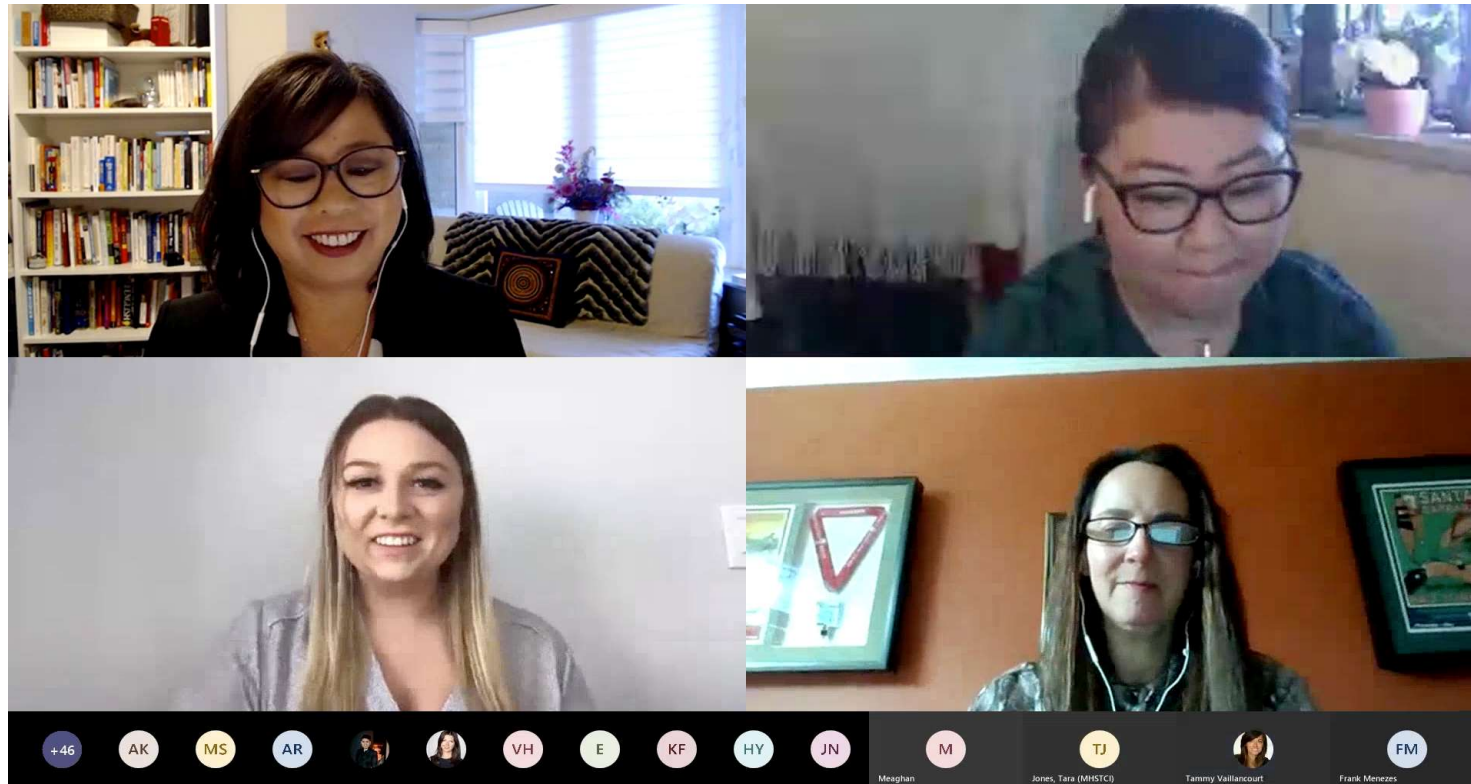 SANTA
+46
AK
MS
AR
VH
E
KF
HY
JN
M
TJ
FM
Meaghan
Jones, Tara (MHSTCI)
Tammy Vaillancourt
Frank Menezes